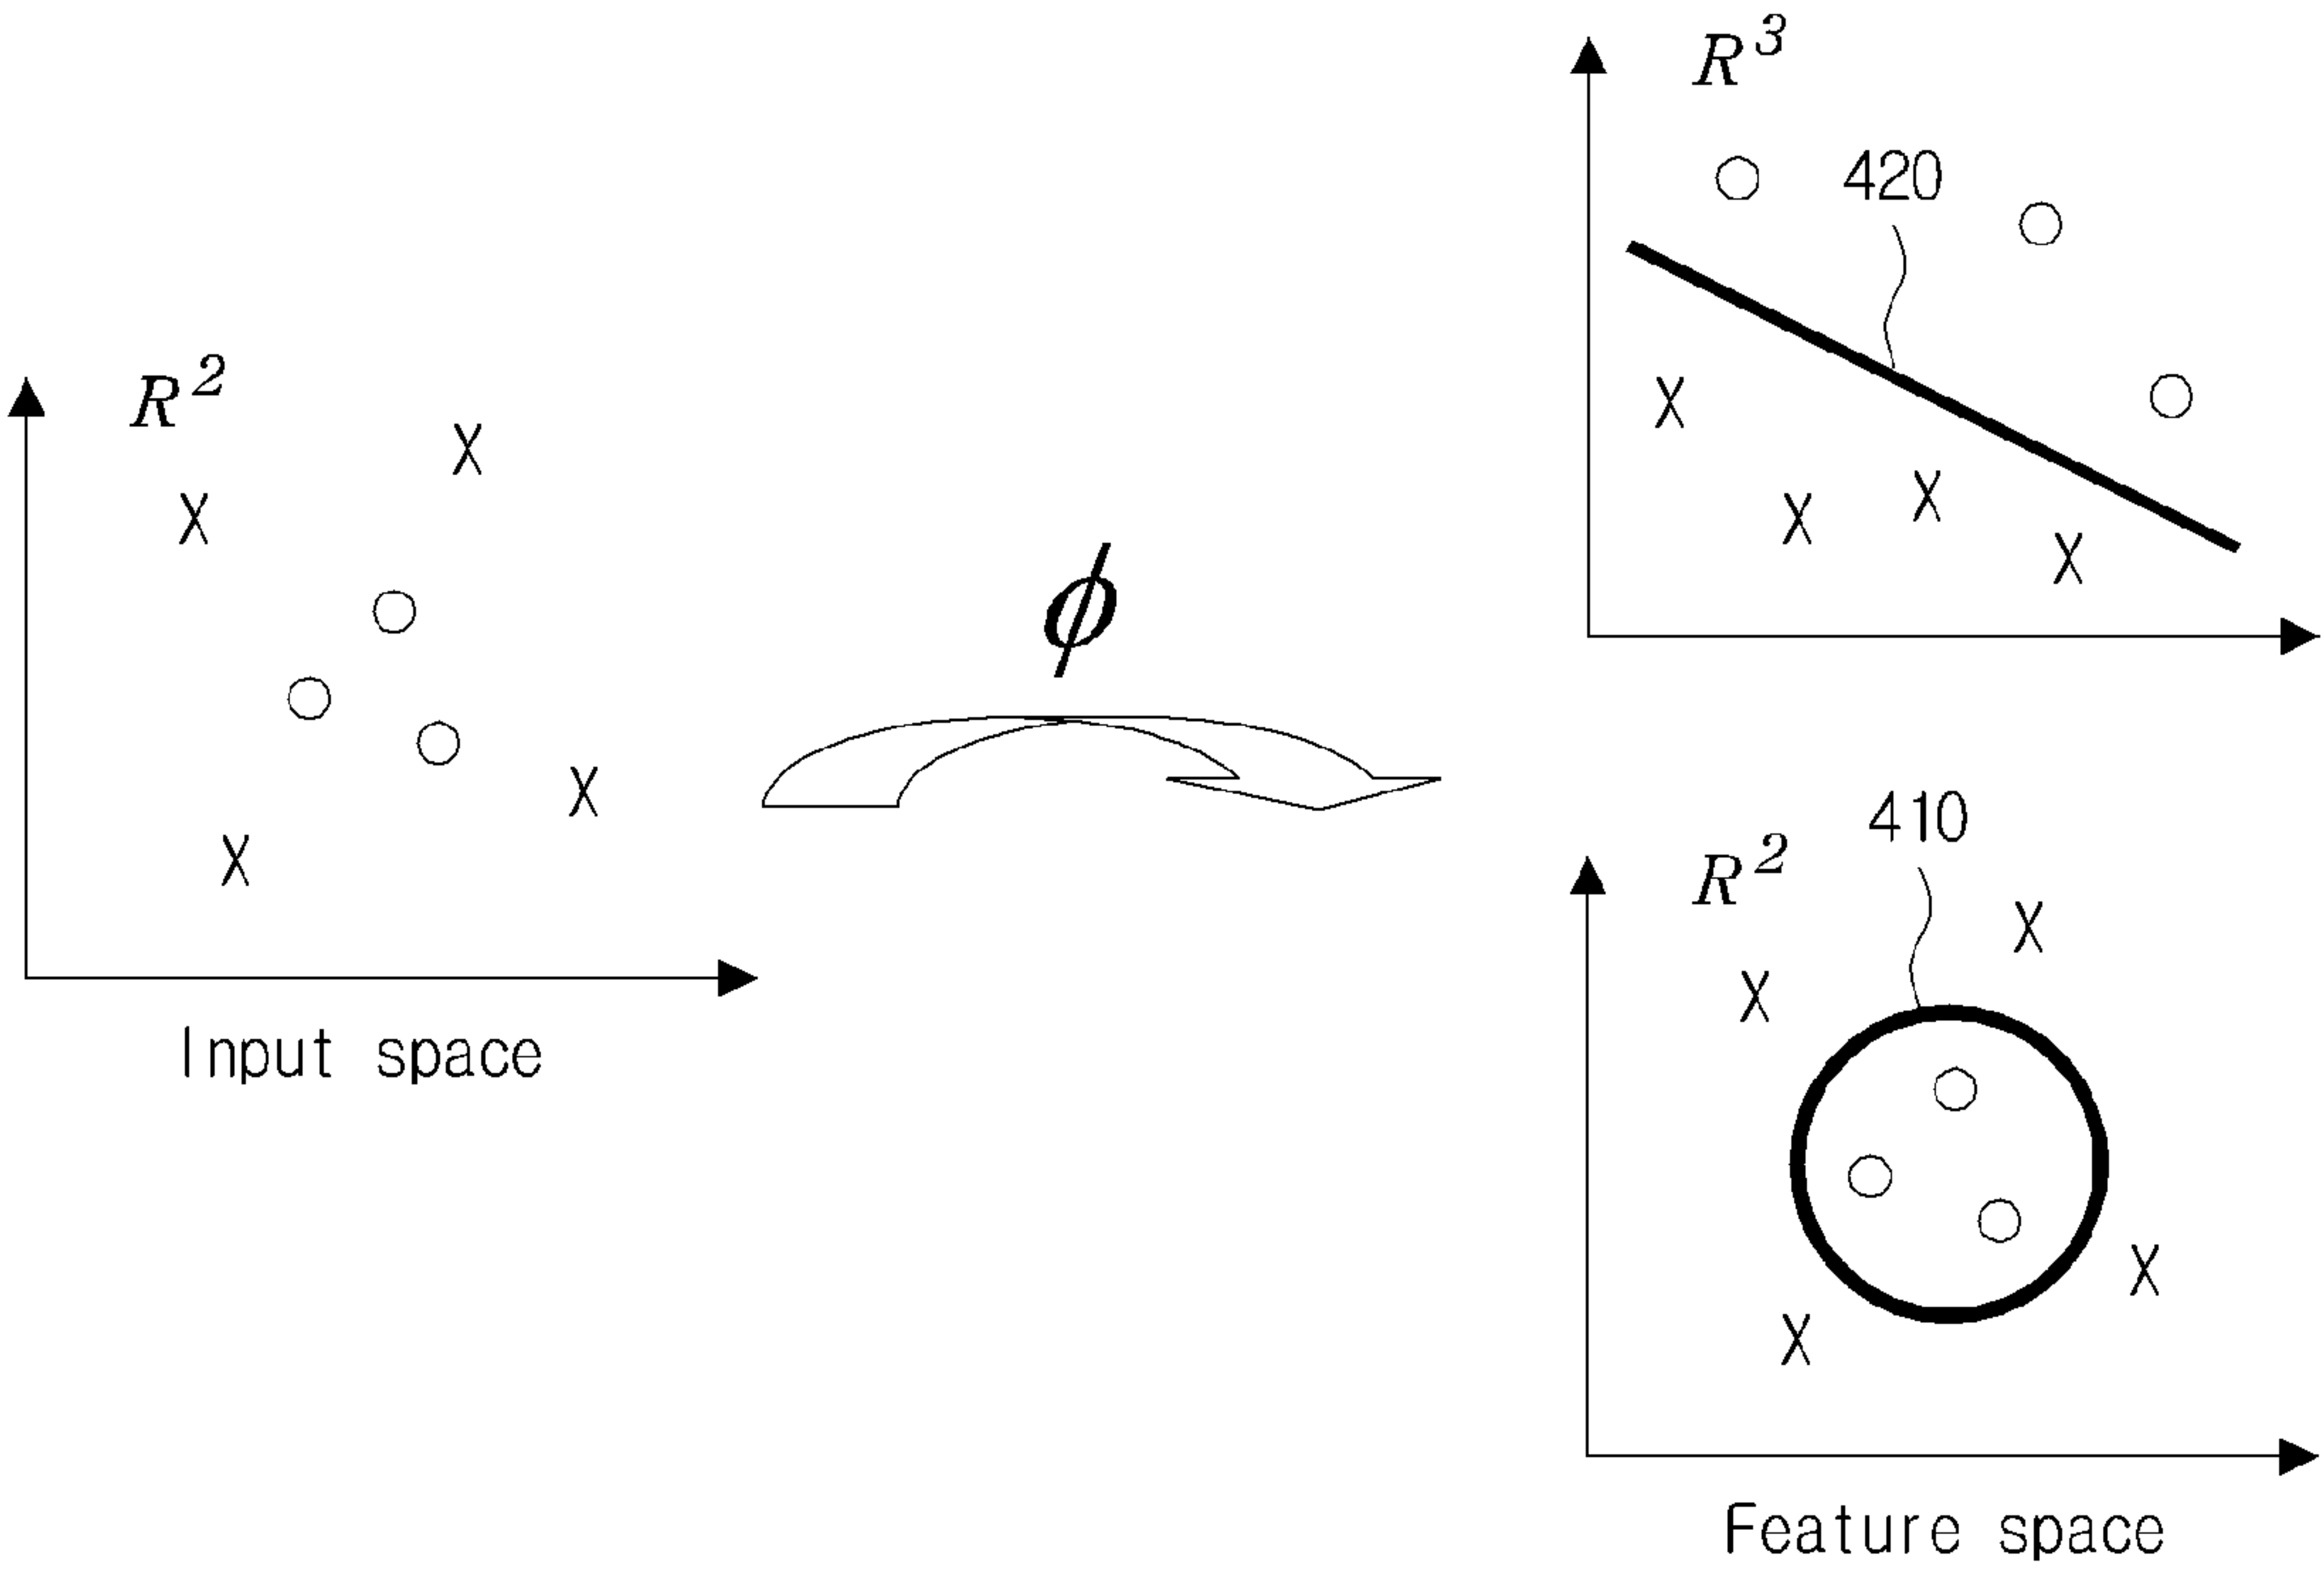 R²
X
X
X
X
Input space
ϕ
R³
420
X
X
X
X
R²
410
X
X
X
X
Feature space